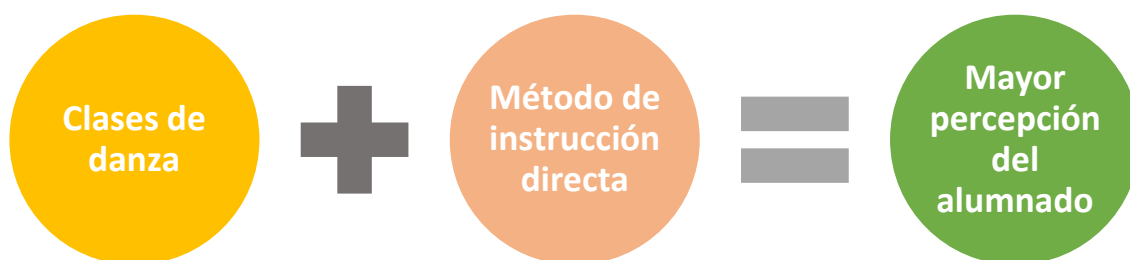 Clases de
danza
Método de
instrucción
directa
Mayor
percepción
del
alumnado